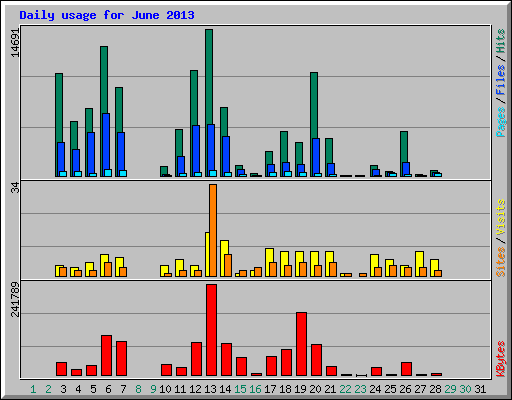 Daily usage for June 2013
14691
Pages / Files / Hits
34
Sites / Visits
241789
KBytes
1 2 3 4 5 6 7 8 9 10 11 12 13 14 15 16 17 18 19 20 21 22 23 24 25 26 27 28 29 30 31